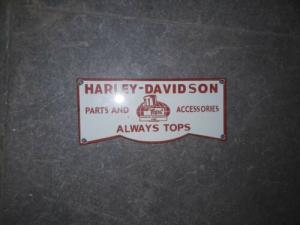 HARLEY-DAVIDSON
PARTS AND ACCESSORIES
ALWAYS TOPS